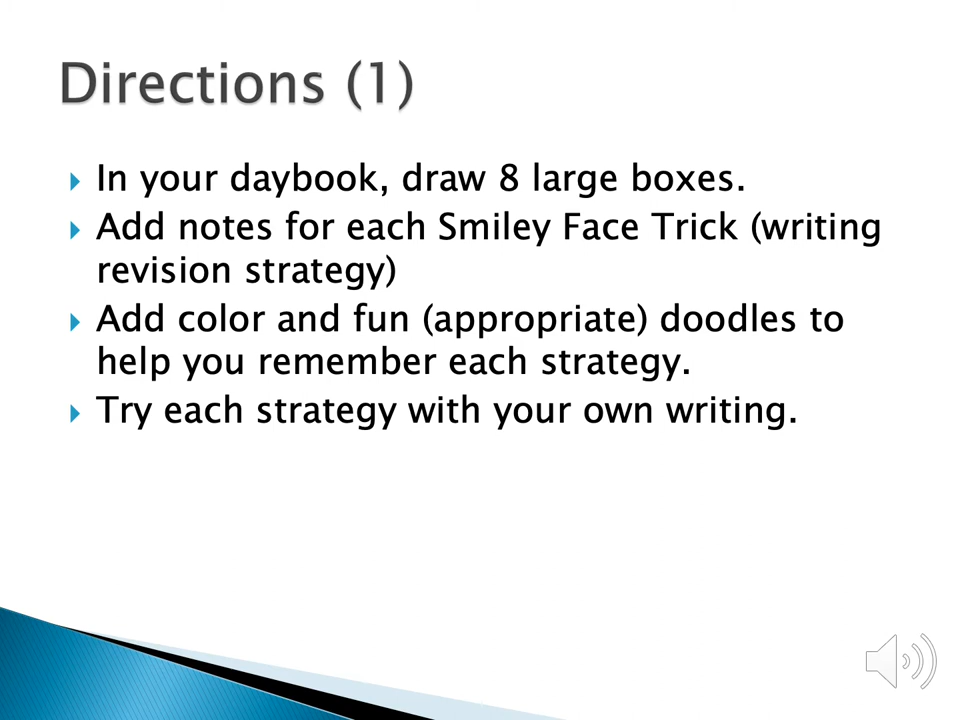 Directions (1)
In your daybook, draw 8 large boxes.
Add notes for each Smiley Face Trick (writing
revision strategy)
Add color and fun (appropriate) doodles to
help you remember each strategy.
Try each strategy with your own writing.